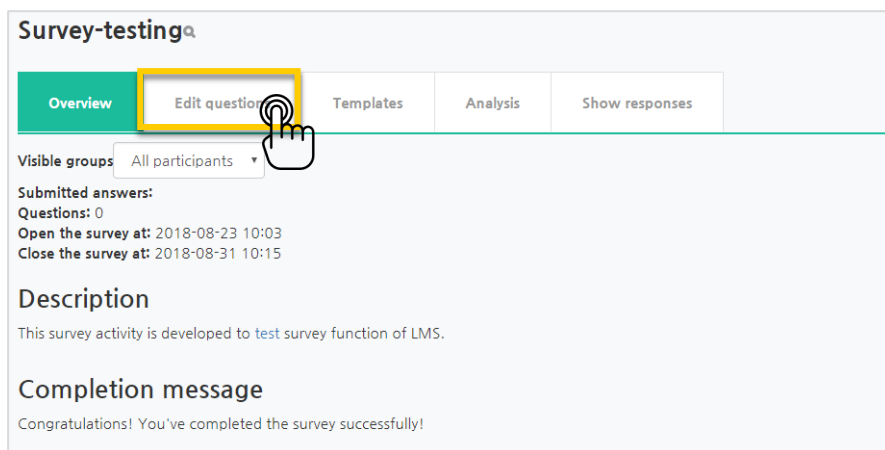 Survey-testing
Overview
Edit question
Templates
Analysis
Show responses
Visible groups All participants
Submitted answers:
Questions: 0
Open the survey at: 2018-08-23 10:03
Close the survey at: 2018-08-31 10:15
Description
This survey activity is developed to test survey function of LMS.
Completion message
Congratulations! You've completed the survey successfully!